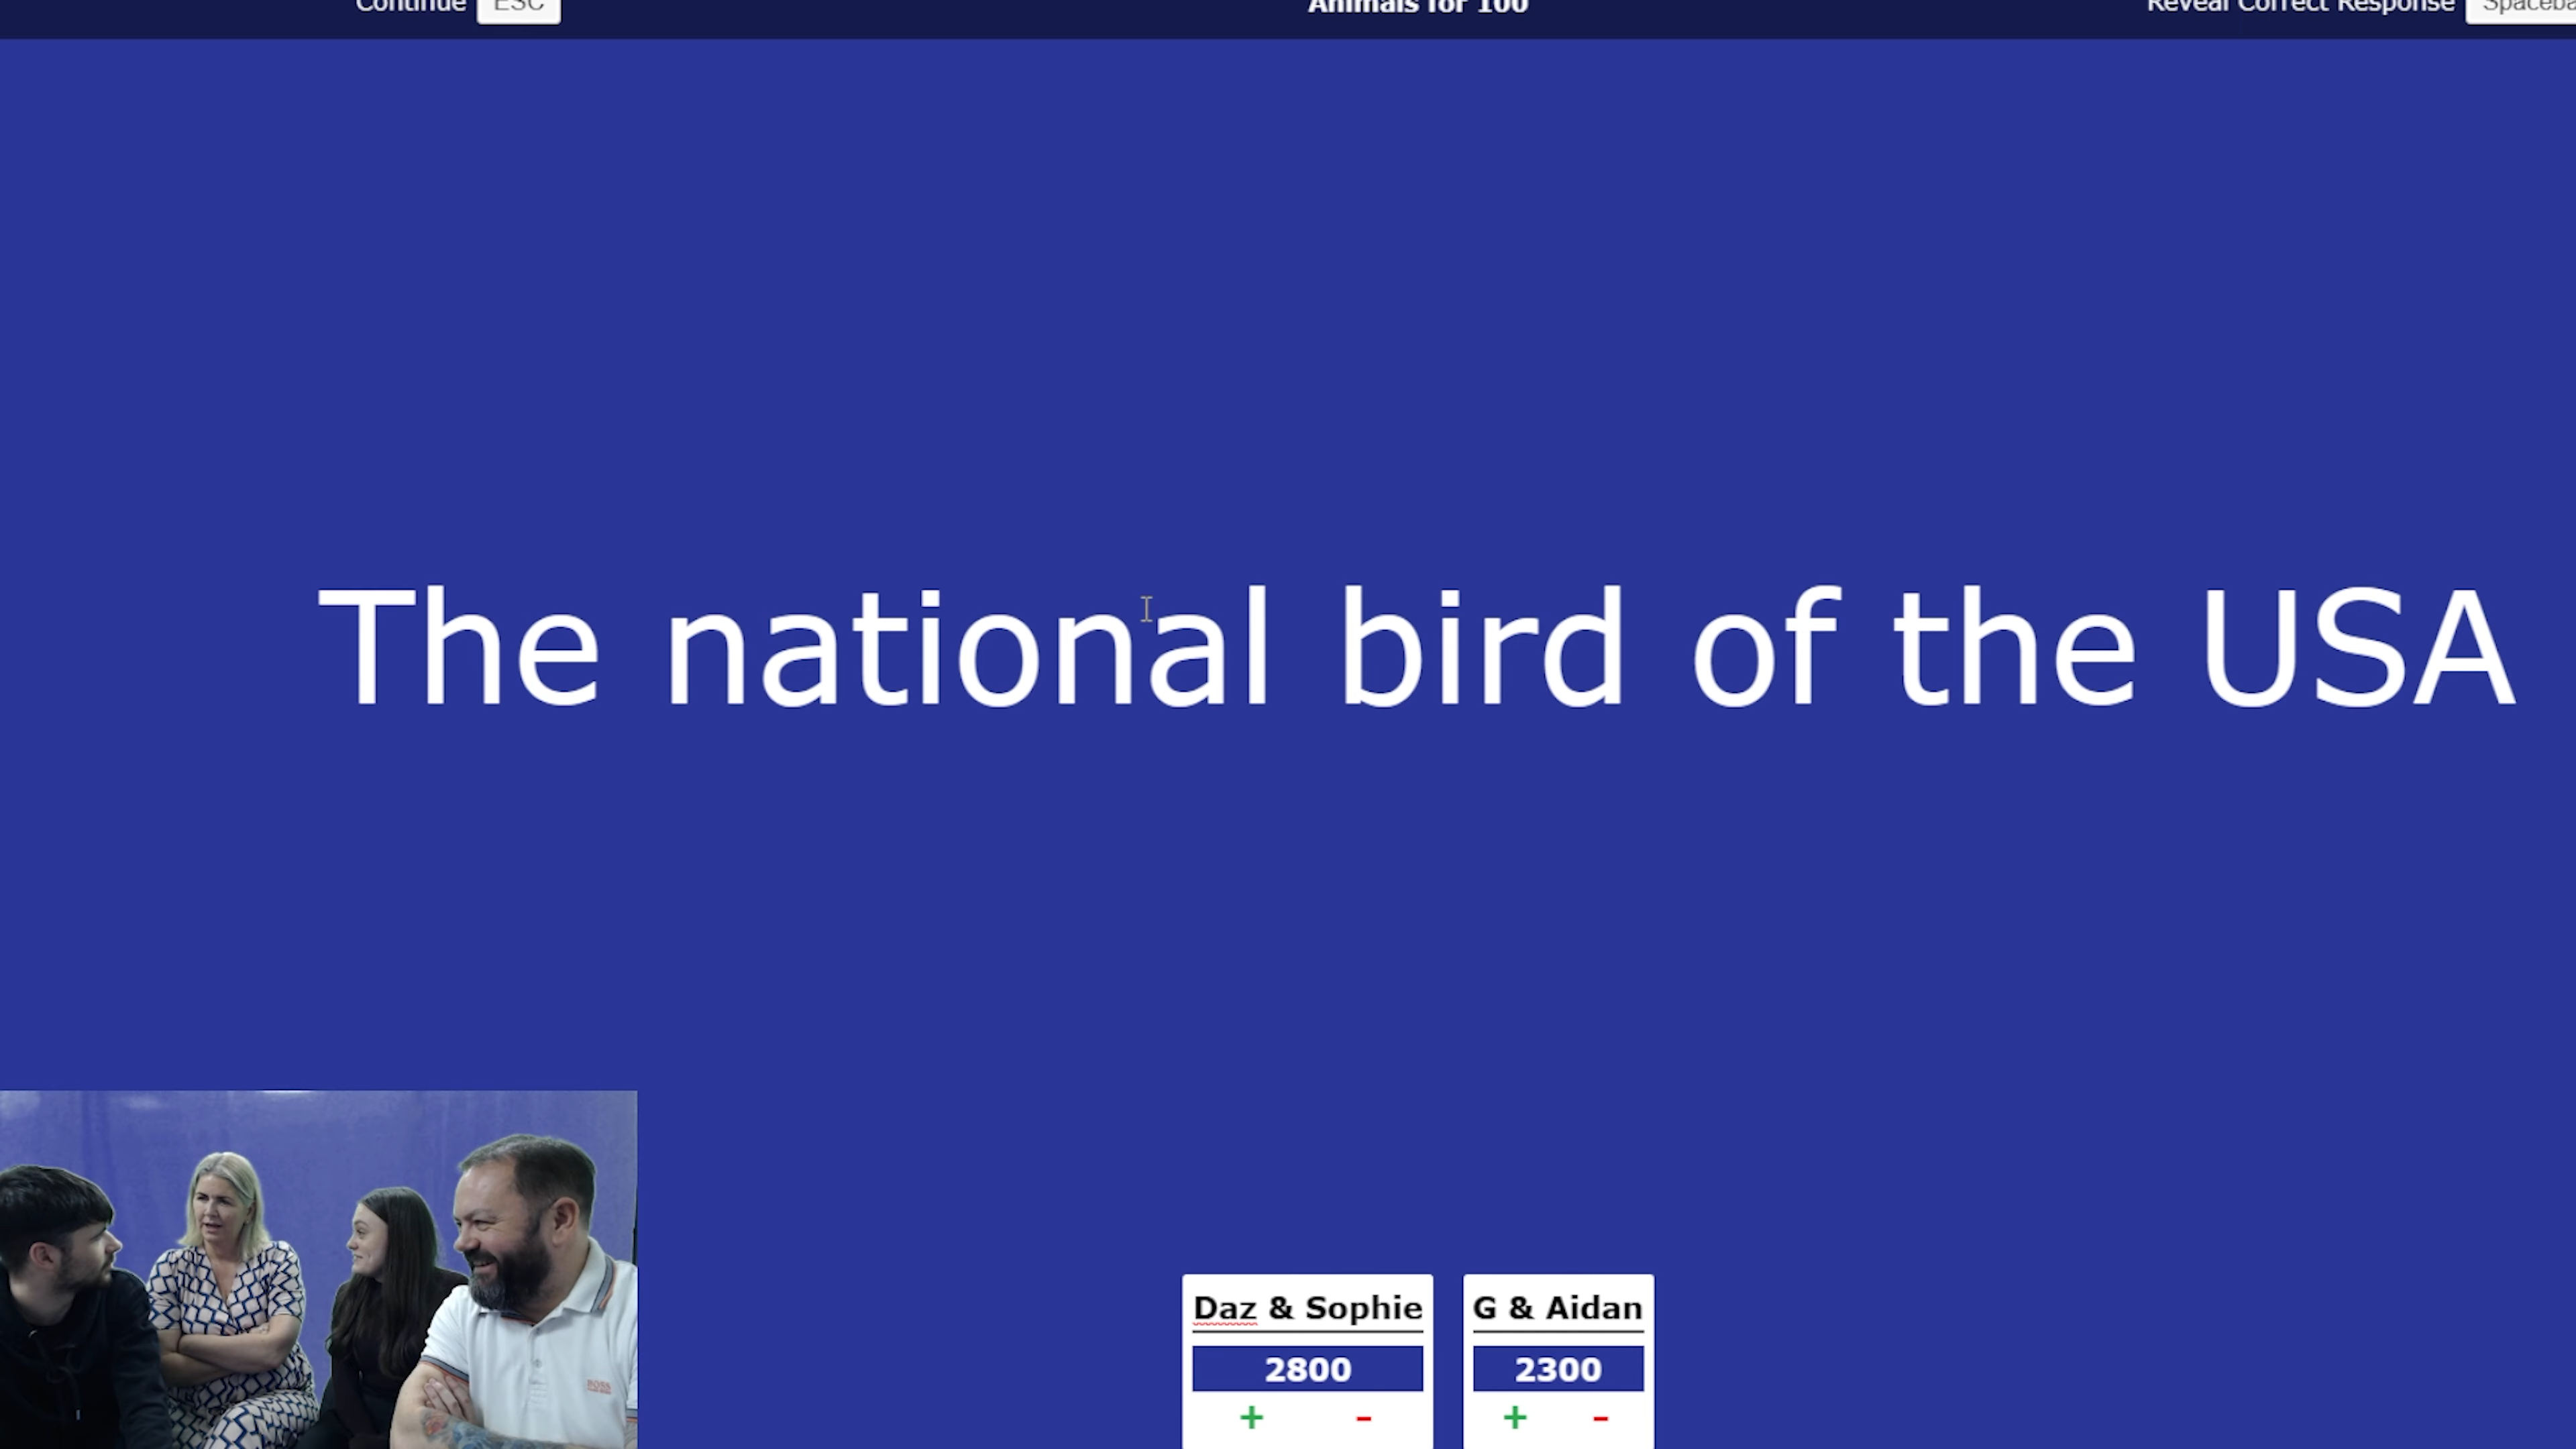 Continue ESC
Animals for 100
Reveal Correct Response
The national bird of the USA
Daz & Sophie
2800
+ -
G & Aidan
2300
+ -
BOSS